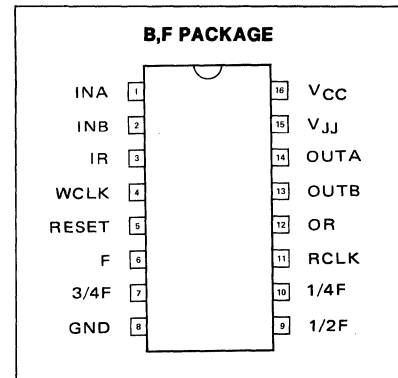 B,F PACKAGE
INA 1 16 VCC
INB 2 15 VJJ
IR 3 14 OUTA
WCLK 4 13 OUTB
RESET 5 12 OR
F 6 11 RCLK
3/4F 7 10 1/4F
GND 8 9 1/2F